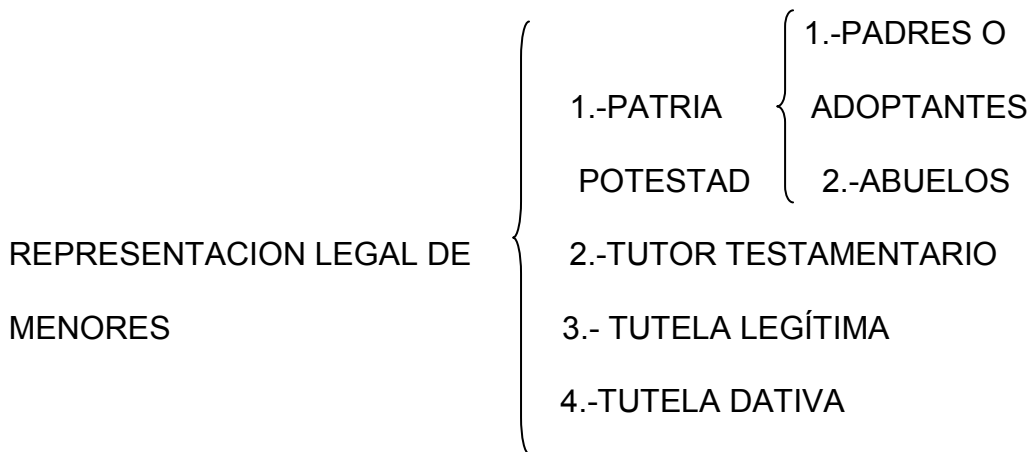 REPRESENTACION LEGAL DE
MENORES
1.-PATRIA
POTESTAD
1.-PADRES O
ADOPTANTES
2.-ABUELOS
2.-TUTOR TESTAMENTARIO
3.- TUTELA LEGÍTIMA
4.-TUTELA DATIVA